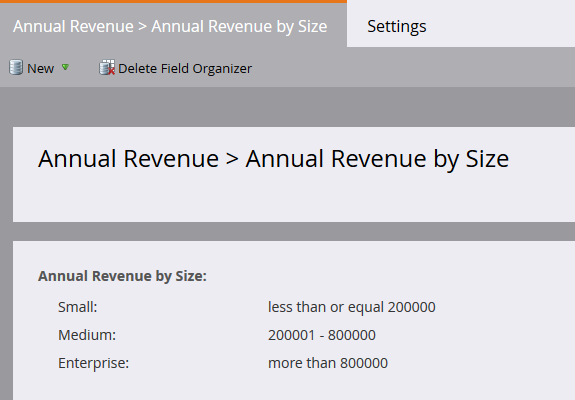 Annual Revenue > Annual Revenue by Size
Settings
New
Delete Field Organizer
Annual Revenue > Annual Revenue by Size
Annual Revenue by Size:
Small: less than or equal 200000
Medium: 200001 - 800000
Enterprise: more than 800000